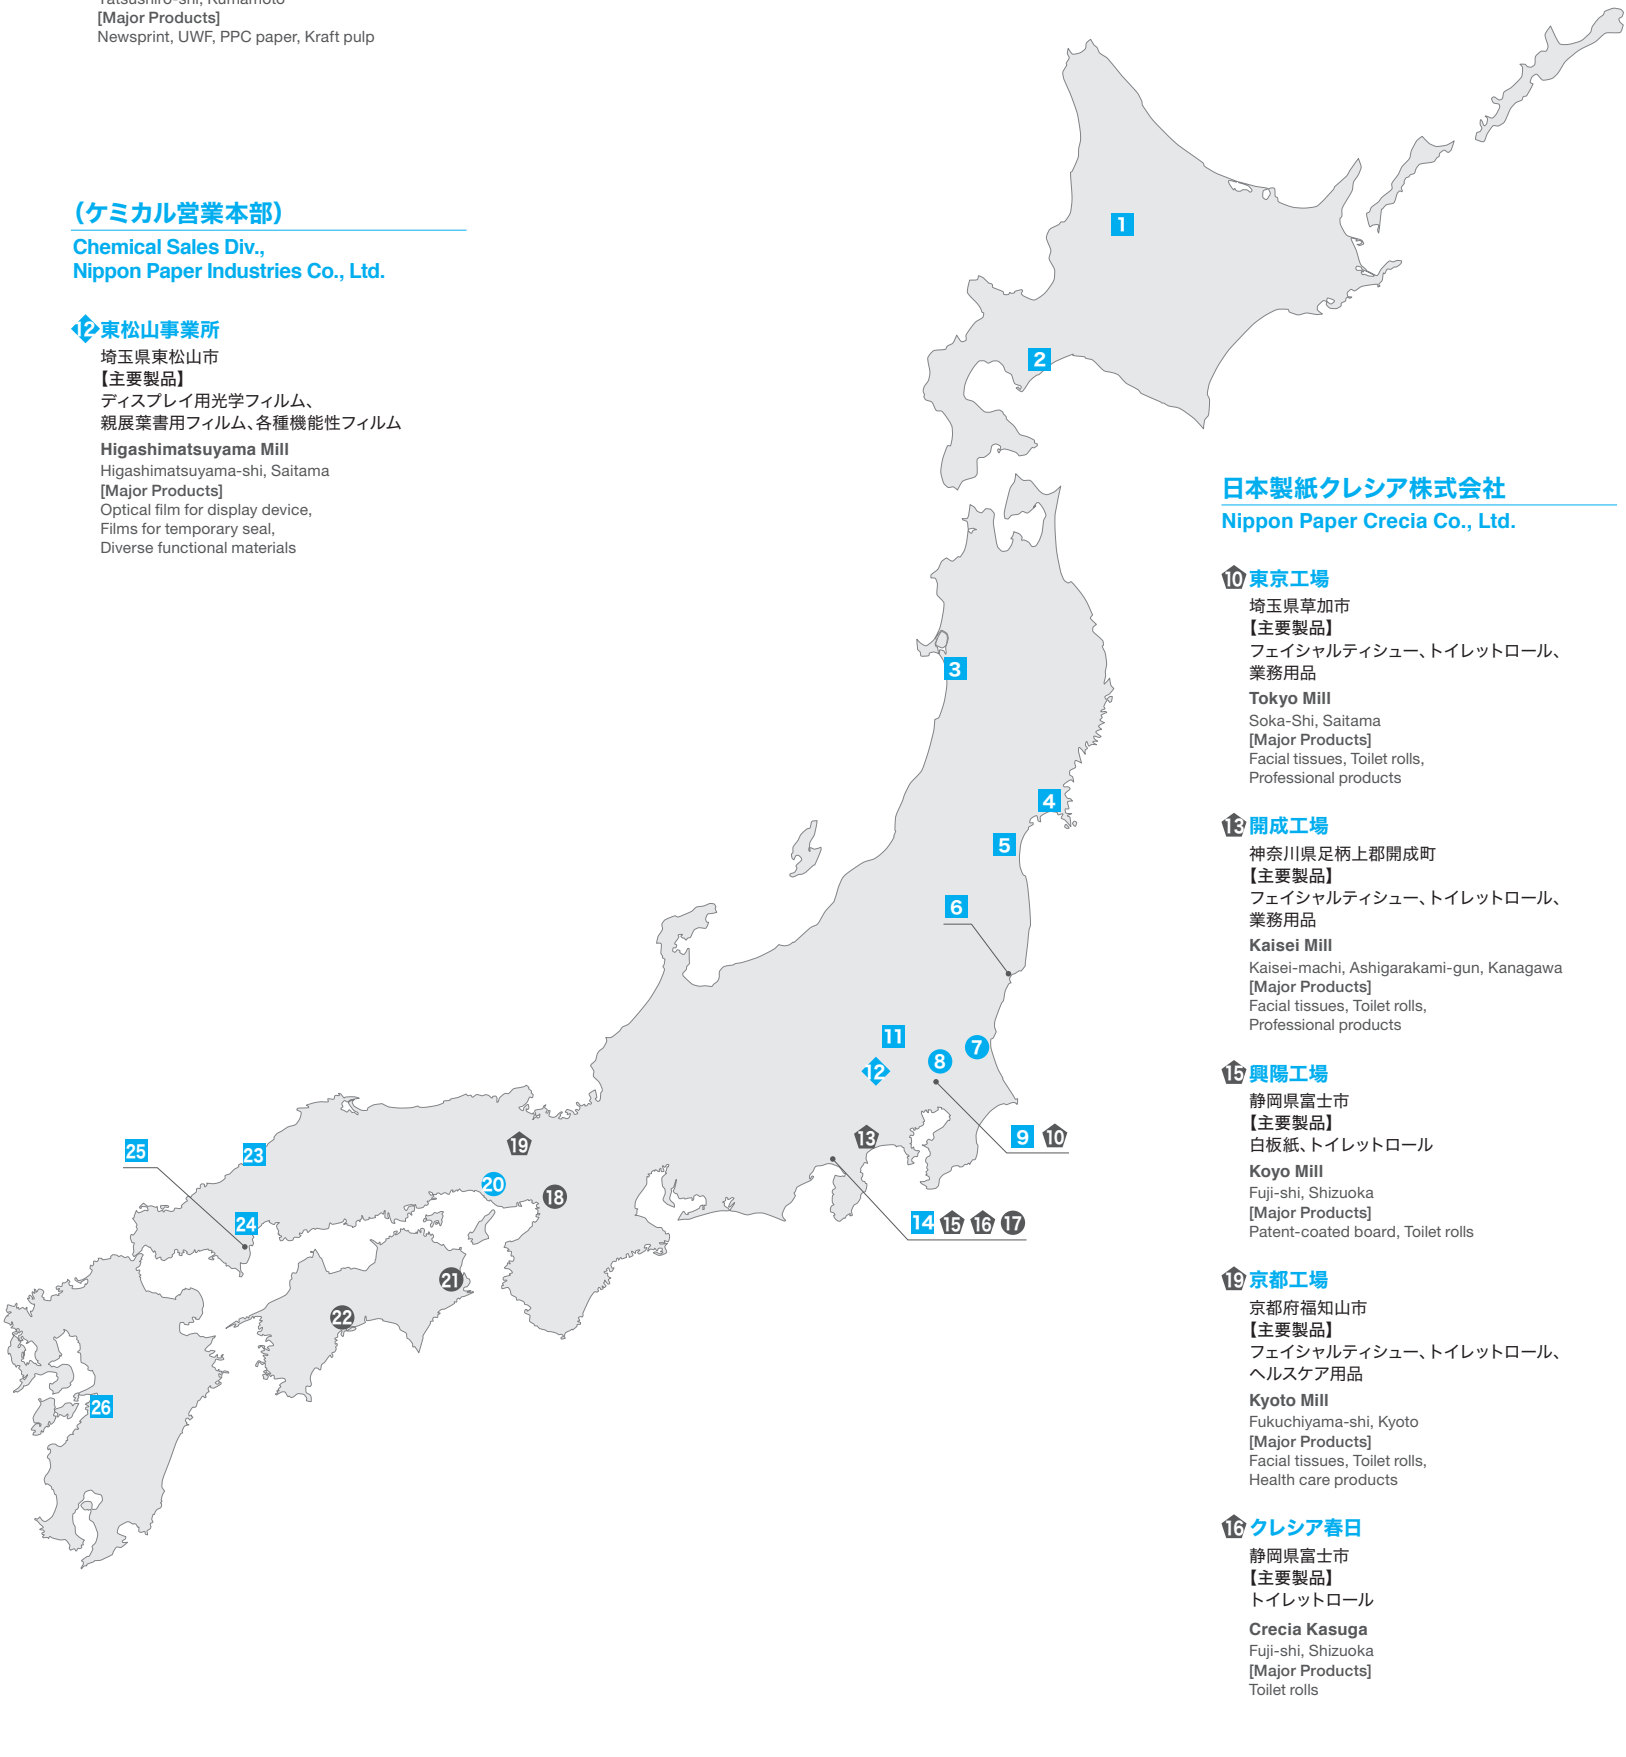 Yatsushiro-shi, Kumamoto
[Major Products]
Newsprint, UWF, PPC paper, Kraft pulp
（ケミカル営業本部）
Chemical Sales Div.,
Nippon Paper Industries Co., Ltd.
12 東松山事業所
埼玉県東松山市
【主要製品】
ディスプレイ用光学フィルム、
親展葉書用フィルム、各種機能性フィルム
Higashimatsuyama Mill
Higashimatsuyama-shi, Saitama
[Major Products]
Optical film for display device,
Films for temporary seal,
Diverse functional materials
1
2
3
4
5
6
11
7
8
12
13
9 10
14 15 16 17
19
20
18
23
25
24
21
22
26
日本製紙クレシア株式会社
Nippon Paper Crecia Co., Ltd.
10 東京工場
埼玉県草加市
【主要製品】
フェイシャルティシュー、トイレットロール、
業務用品
Tokyo Mill
Soka-Shi, Saitama
[Major Products]
Facial tissues, Toilet rolls,
Professional products
13 開成工場
神奈川県足柄上郡開成町
【主要製品】
フェイシャルティシュー、トイレットロール、
業務用品
Kaisei Mill
Kaisei-machi, Ashigarakami-gun, Kanagawa
[Major Products]
Facial tissues, Toilet rolls,
Professional products
15 興陽工場
静岡県富士市
【主要製品】
白板紙、トイレットロール
Koyo Mill
Fuji-shi, Shizuoka
[Major Products]
Patent-coated board, Toilet rolls
19 京都工場
京都府福知山市
【主要製品】
フェイシャルティシュー、トイレットロール、
ヘルスケア用品
Kyoto Mill
Fukuchiyama-shi, Kyoto
[Major Products]
Facial tissues, Toilet rolls,
Health care products
16 クレシア春日
静岡県富士市
【主要製品】
トイレットロール
Crecia Kasuga
Fuji-shi, Shizuoka
[Major Products]
Toilet rolls